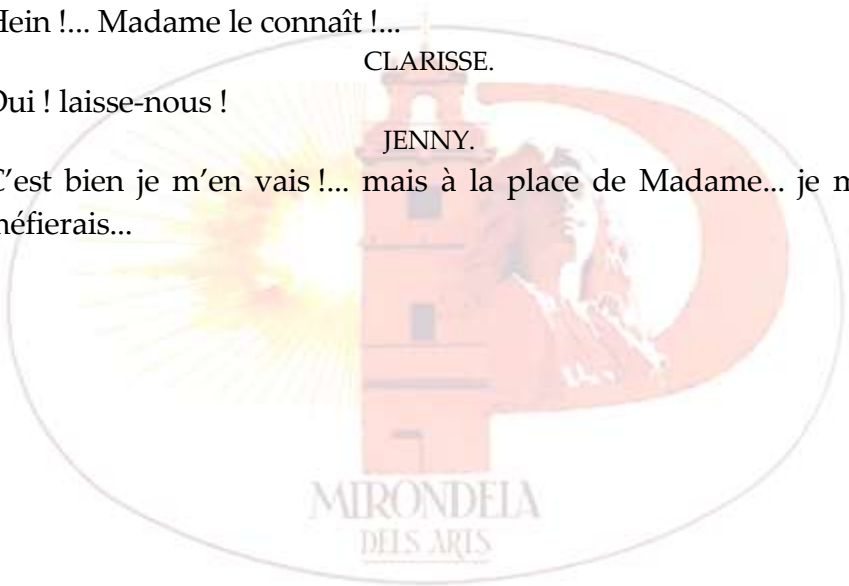 Hein !... Madame le connaît !...
CLARISSE.
Oui ! laisse-nous !
JENNY.
C’est bien je m’en vais !... mais à la place de Madame... je m
méfierais...
MIRONDELA
DELS ARTS